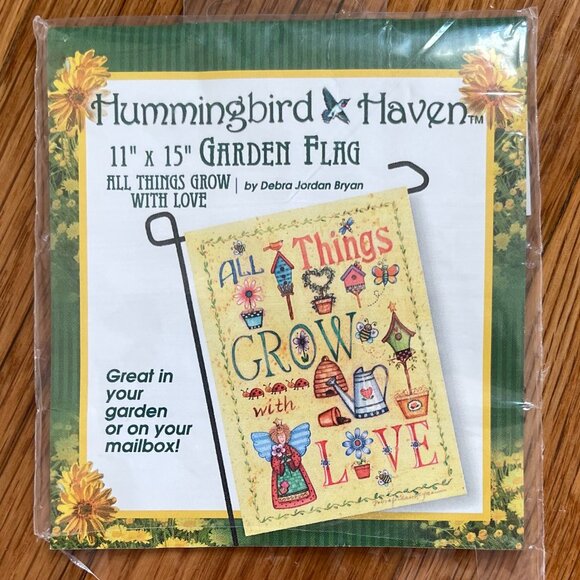 Hummingbird Haven™
11" x 15" GARDEN FLAG
ALL THINGS GROW
WITH LOVE
by Debra Jordan Bryan
ALL Things
GROW
with
LOVE
Great in
your
garden
or on your
mailbox!